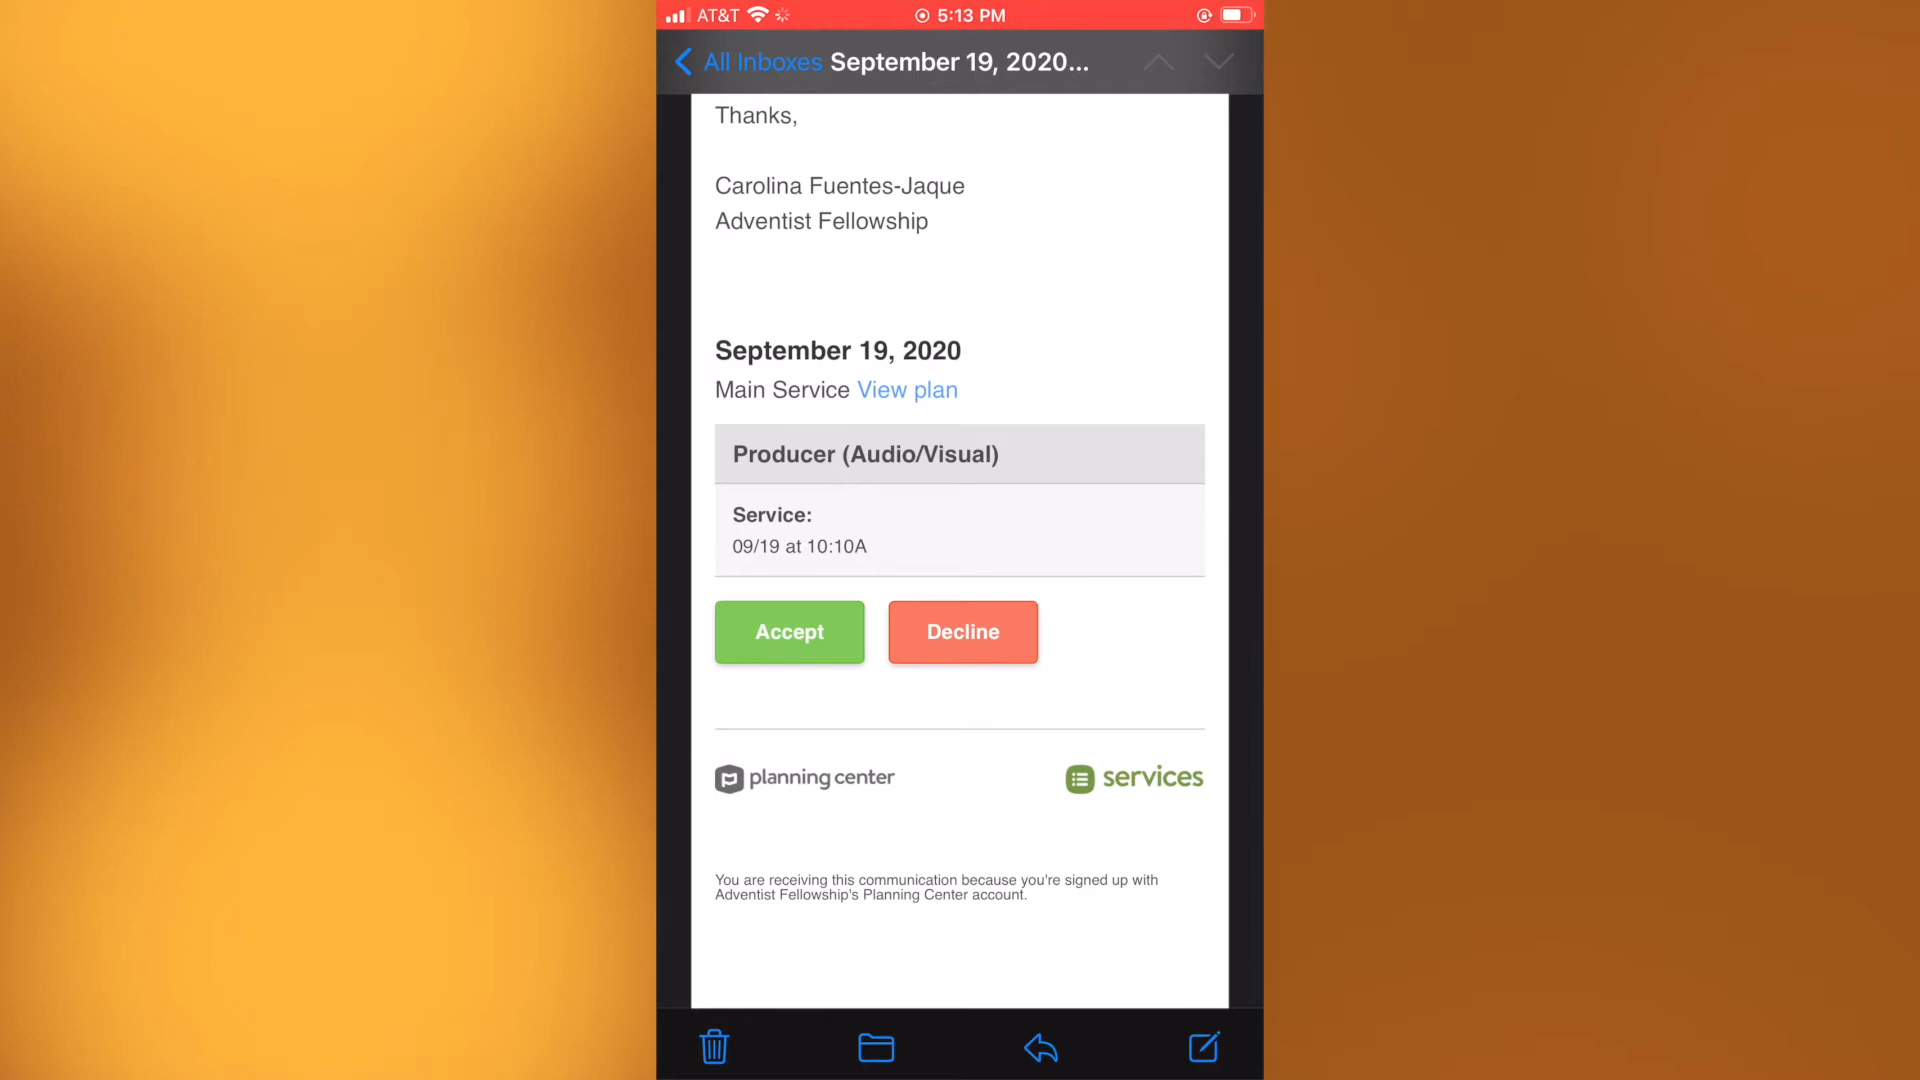 AT&T 5:13 PM
All Inboxes September 19, 2020...
Thanks,
Carolina Fuentes-Jaque
Adventist Fellowship
September 19, 2020
Main Service View plan
Producer (Audio/Visual)
Service:
09/19 at 10:10A
Accept Decline
planning center services
You are receiving this communication because you're signed up with
Adventist Fellowship's Planning Center account.